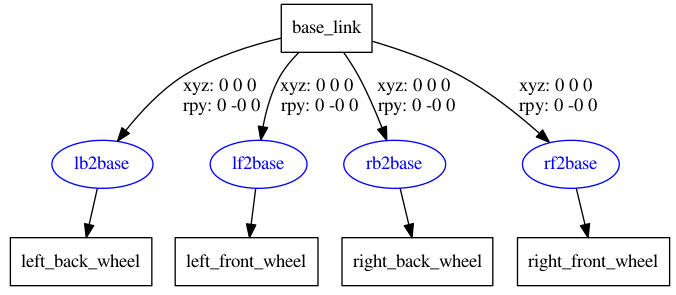 base_link
xyz: 0 0 0
rpy: 0 -0 0
xyz: 0 0 0
rpy: 0 -0 0
xyz: 0 0 0
rpy: 0 -0 0
xyz: 0 0 0
rpy: 0 -0 0
lb2base
lf2base
rb2base
rf2base
left_back_wheel
left_front_wheel
right_back_wheel
right_front_wheel